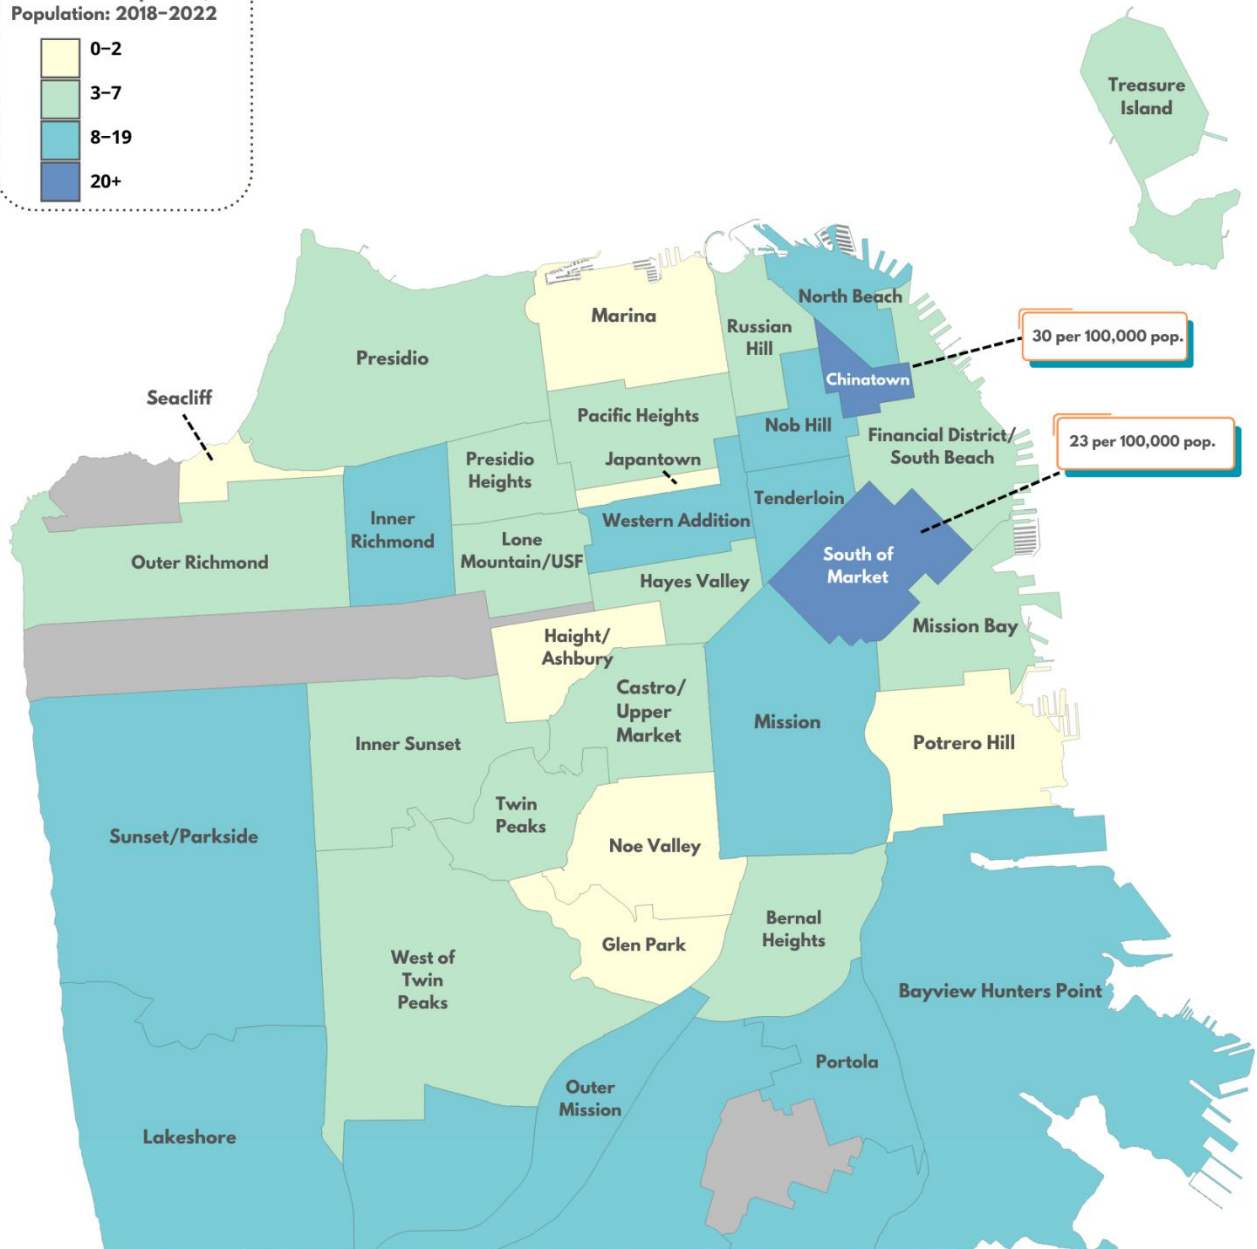 Population: 2018–2022
0–2
3–7
8–19
20+
Treasure
Island
North Beach
Marina
Russian
Hill
30 per 100,000 pop.
Presidio
Chinatown
Seacliff
Pacific Heights
Nob Hill
Financial District/
South Beach
23 per 100,000 pop.
Japantown
Presidio
Heights
Tenderloin
Inner
Richmond
Western Addition
Lone
Mountain/USF
South of
Market
Outer Richmond
Hayes Valley
Mission Bay
Haight/
Ashbury
Castro/
Upper
Market
Mission
Potrero Hill
Inner Sunset
Twin
Peaks
Sunset/Parkside
Noe Valley
Bernal
Heights
Glen Park
West of
Twin
Peaks
Bayview Hunters Point
Portola
Outer
Mission
Lakeshore